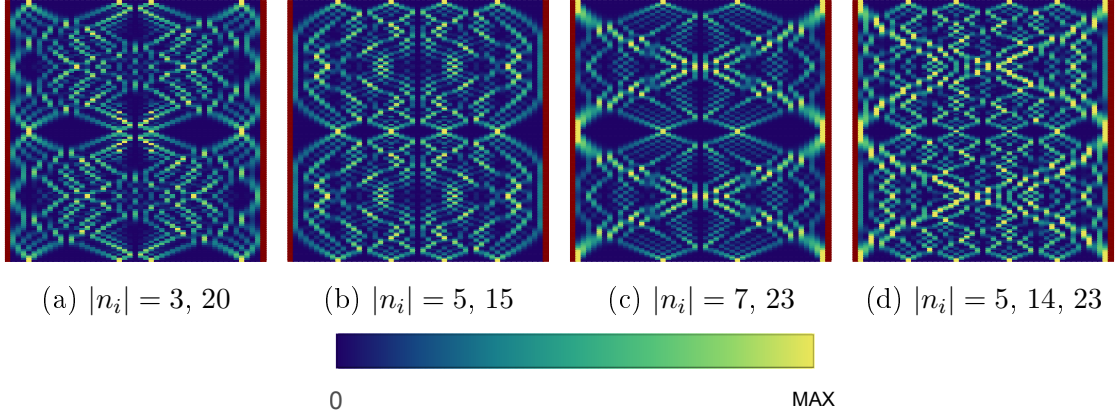 (a) |n_i| = 3, 20 (b) |n_i| = 5, 15 (c) |n_i| = 7, 23 (d) |n_i| = 5, 14, 23
0 MAX